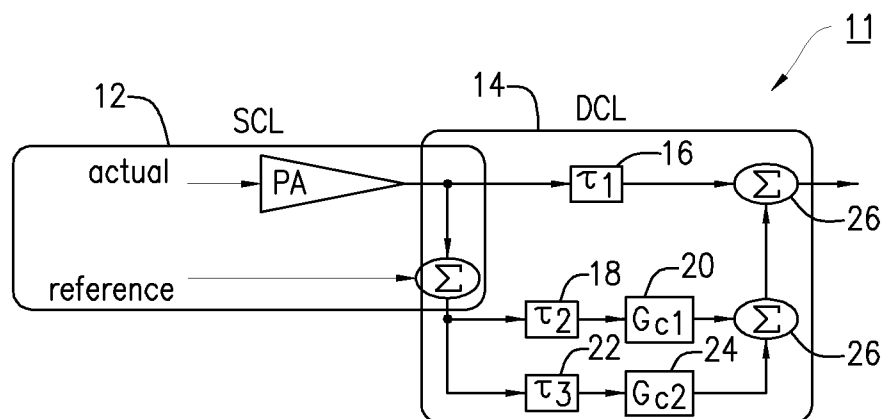 11
12
SCL
14
DCL
16
actual
PA
τ1
Σ
26
reference
Σ
18
20
τ2
Gc1
Σ
26
22
24
τ3
Gc2